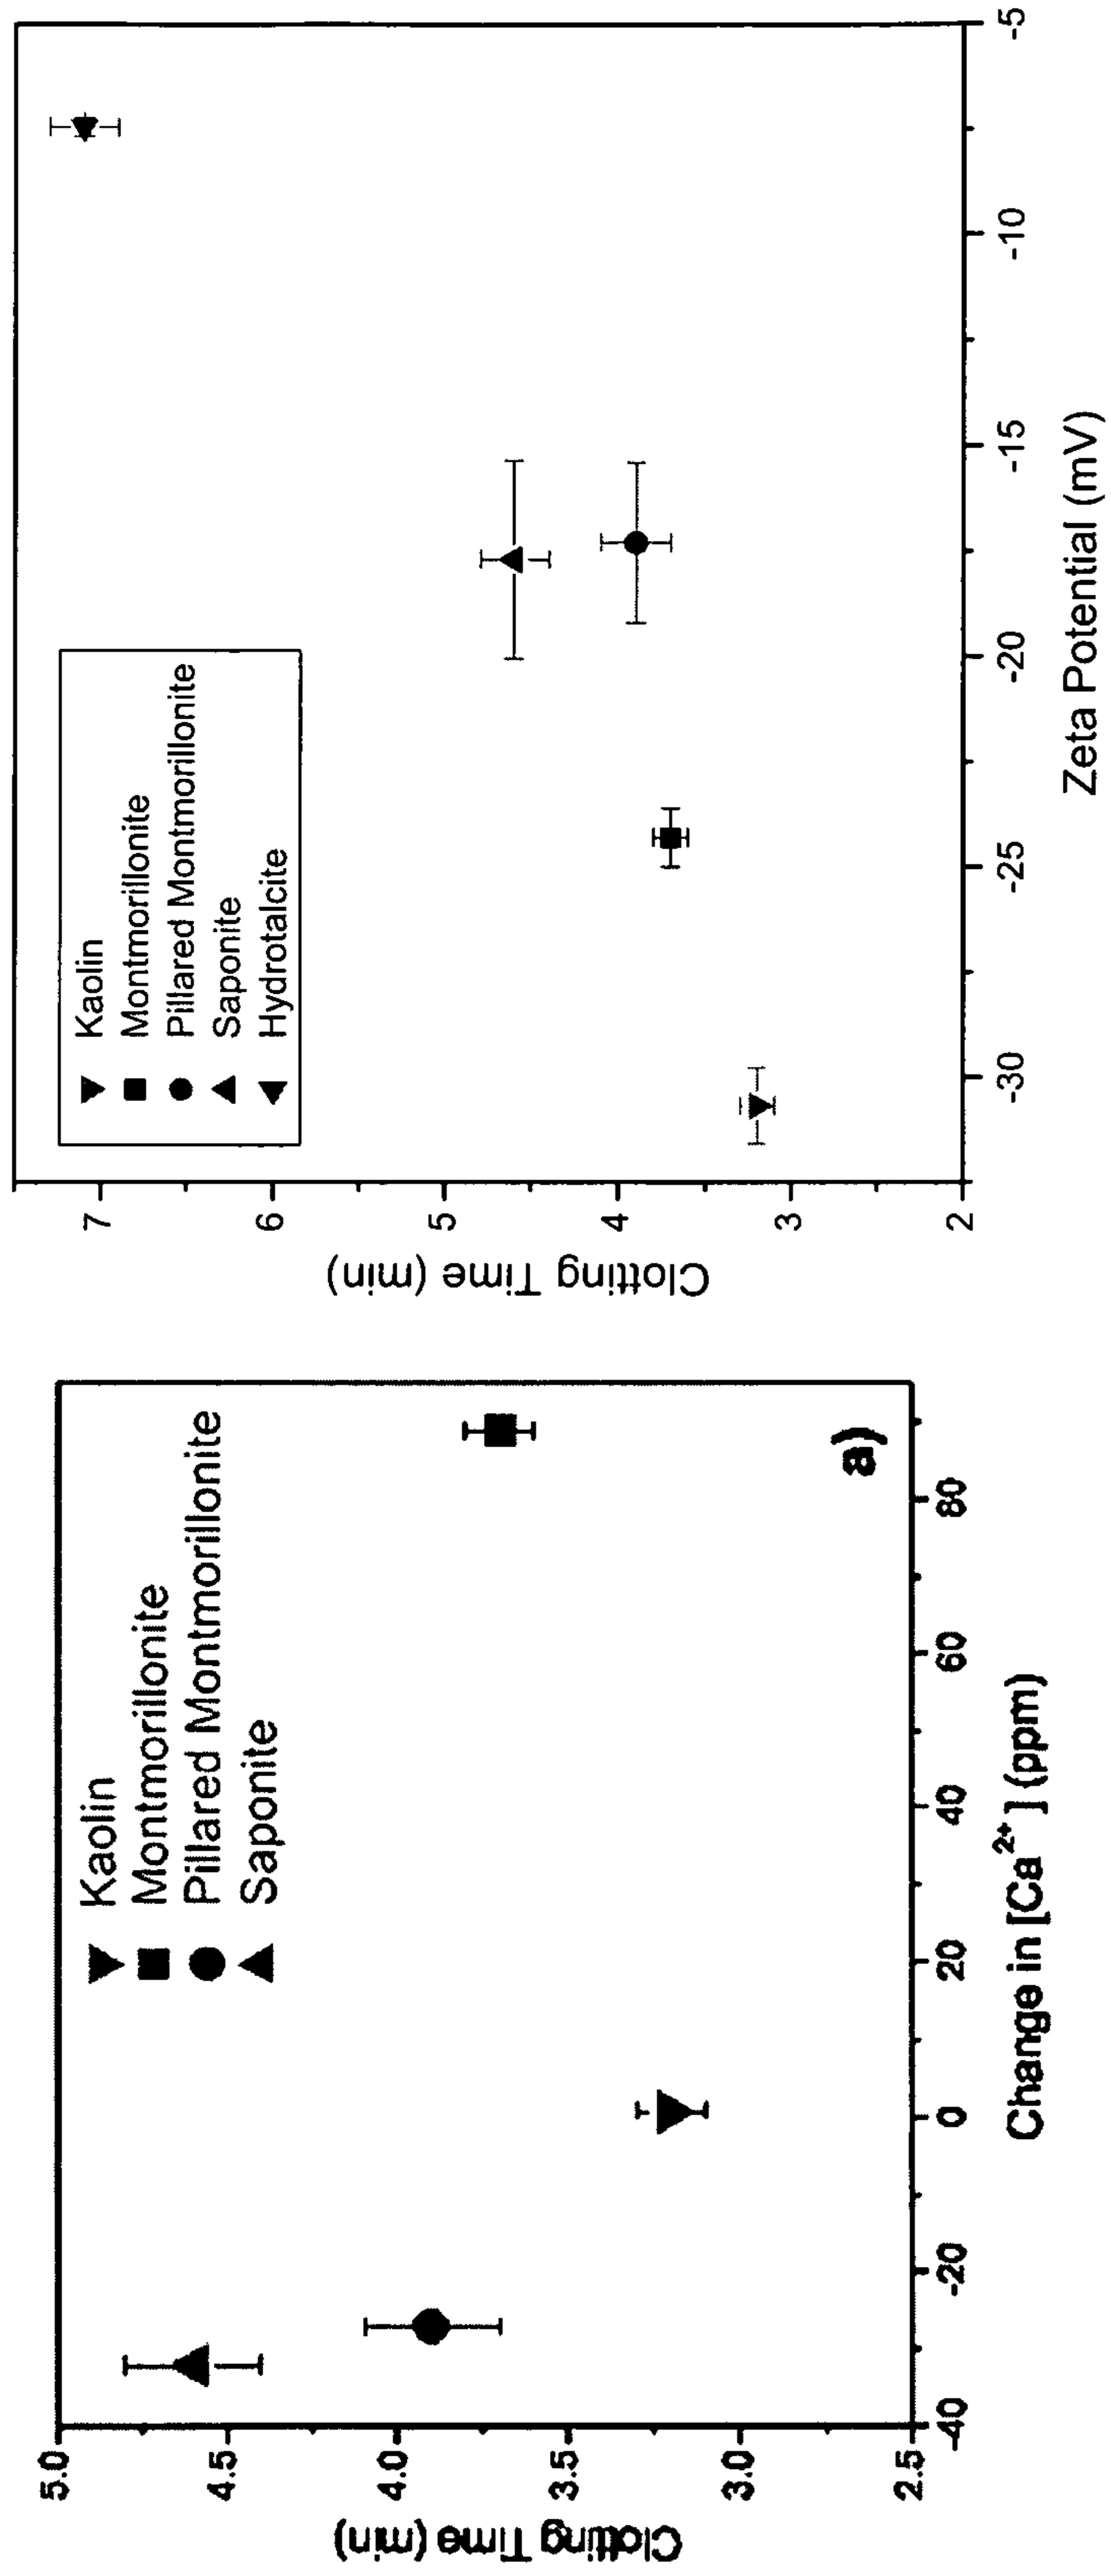 5.0
4.5
4.0
3.5
3.0
2.5
Clotting Time (min)
Kaolin
Montmorillonite
Pillared Montmorillonite
Saponite
a)
-40
-20
0
20
40
60
80
Change in [Ca²⁺] (ppm)
7
6
5
4
3
2
Clotting Time (min)
Kaolin
Montmorillonite
Pillared Montmorillonite
Saponite
Hydrotalcite
-30
-25
-20
-15
-10
-5
Zeta Potential (mV)